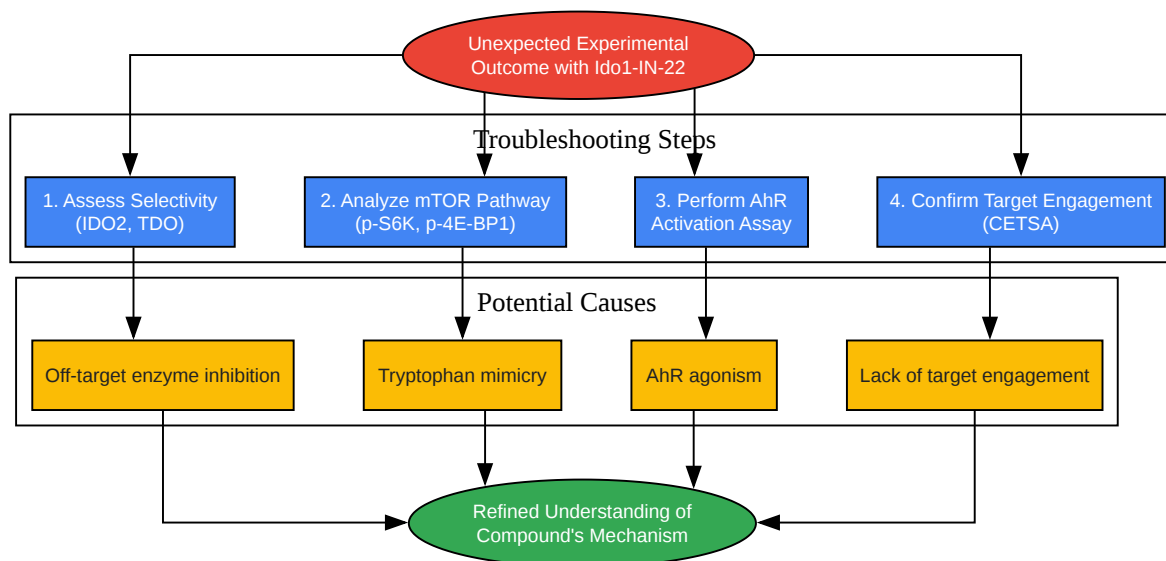 Unexpected Experimental
Outcome with Ido1-IN-22
Troubleshooting Steps
1. Assess Selectivity
(IDO2, TDO)
2. Analyze mTOR Pathway
(p-S6K, p-4E-BP1)
3. Perform AhR
Activation Assay
4. Confirm Target Engagement
(CETSA)
Potential Causes
Off-target enzyme inhibition
Tryptophan mimicry
AhR agonism
Lack of target engagement
Refined Understanding of
Compound's Mechanism